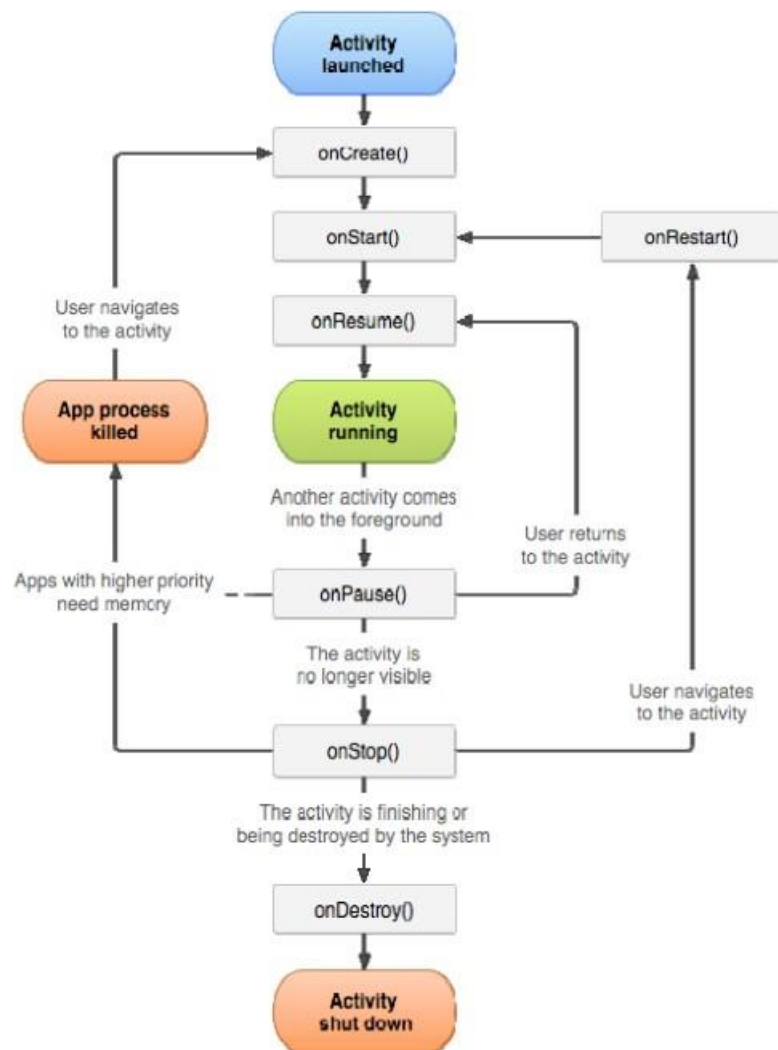 Activity
launched
onCreate()
onStart()
onRestart()
User navigates
to the activity
onResume()
App process
killed
Activity
running
Another activity comes
into the foreground
User returns
to the activity
Apps with higher priority
need memory
onPause()
The activity is
no longer visible
User navigates
to the activity
onStop()
The activity is finishing or
being destroyed by the system
onDestroy()
Activity
shut down